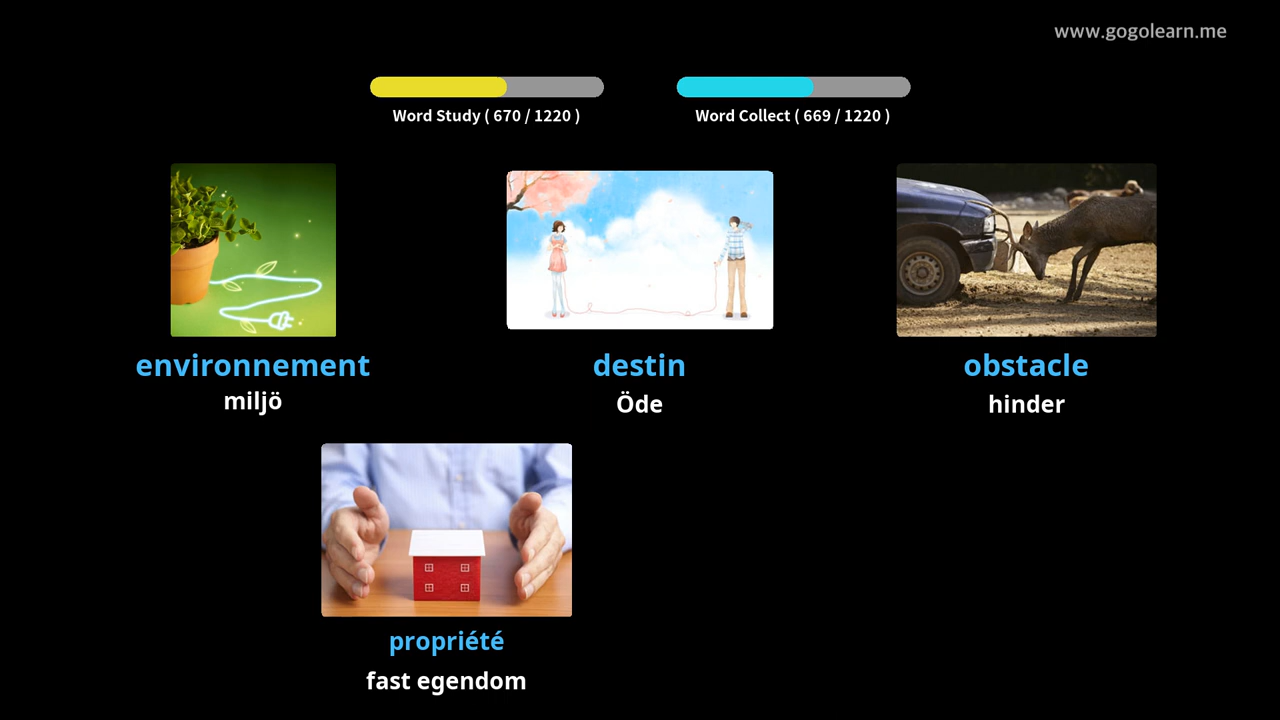 www.gogolearn.me
Word Study ( 670 / 1220 )
Word Collect ( 669 / 1220 )
environnement
miljö
destin
Öde
obstacle
hinder
propriété
fast egendom